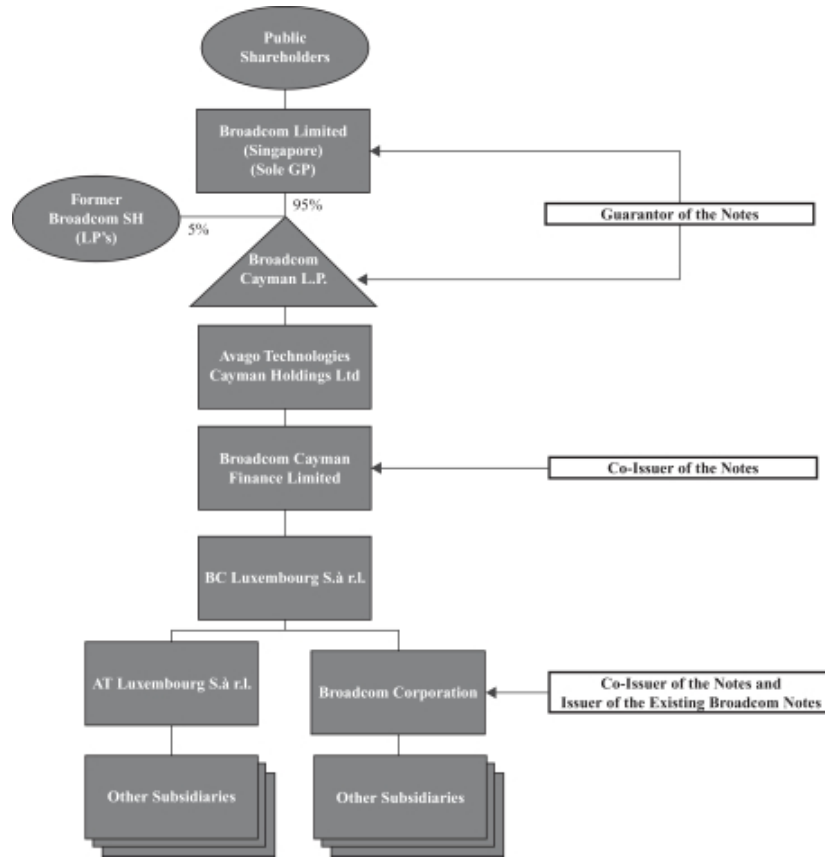 Public
Shareholders
Broadcom Limited
(Singapore)
(Sole GP)
95%
Former
Broadcom SH
(LP's)
5%
Guarantor of the Notes
Broadcom
Cayman L.P.
Avago Technologies
Cayman Holdings Ltd
Broadcom Cayman
Finance Limited
Co-Issuer of the Notes
BC Luxembourg S.à r.l.
AT Luxembourg S.à r.l.
Broadcom Corporation
Co-Issuer of the Notes and
Issuer of the Existing Broadcom Notes
Other Subsidiaries
Other Subsidiaries